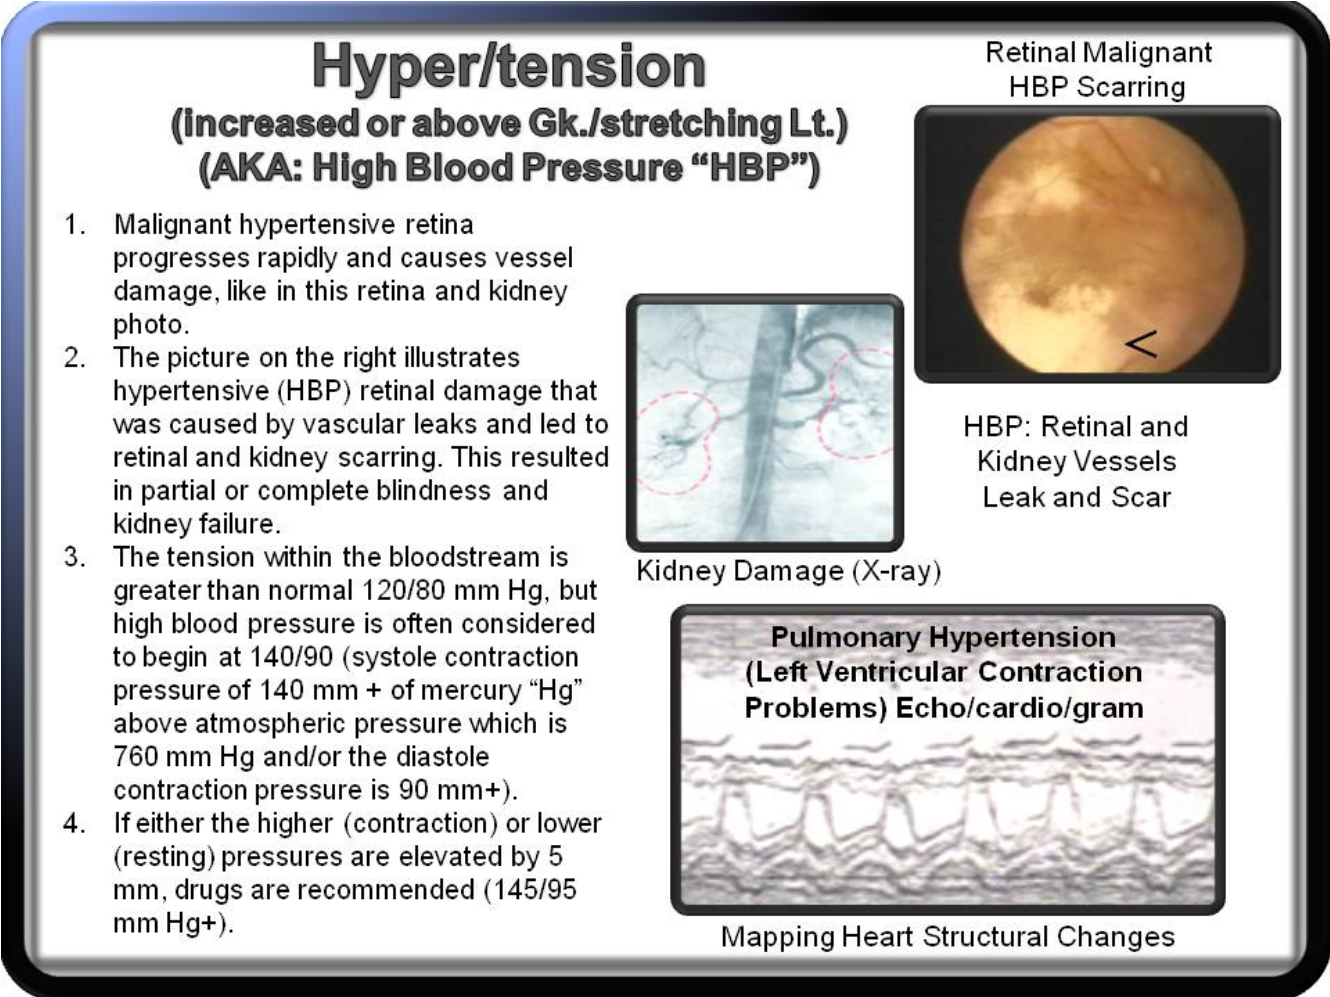 Hyper/tension
(increased or above Gk./stretching Lt.)
(AKA: High Blood Pressure “HBP”)
1. Malignant hypertensive retina
progresses rapidly and causes vessel
damage, like in this retina and kidney
photo.
2. The picture on the right illustrates
hypertensive (HBP) retinal damage that
was caused by vascular leaks and led to
retinal and kidney scarring. This resulted
in partial or complete blindness and
kidney failure.
3. The tension within the bloodstream is
greater than normal 120/80 mm Hg, but
high blood pressure is often considered
to begin at 140/90 (systole contraction
pressure of 140 mm + of mercury “Hg”
above atmospheric pressure which is
760 mm Hg and/or the diastole
contraction pressure is 90 mm+).
4. If either the higher (contraction) or lower
(resting) pressures are elevated by 5
mm, drugs are recommended (145/95
mm Hg+).
Retinal Malignant
HBP Scarring
<
HBP: Retinal and
Kidney Vessels
Leak and Scar
Kidney Damage (X-ray)
Pulmonary Hypertension
(Left Ventricular Contraction
Problems) Echo/cardio/gram
Mapping Heart Structural Changes